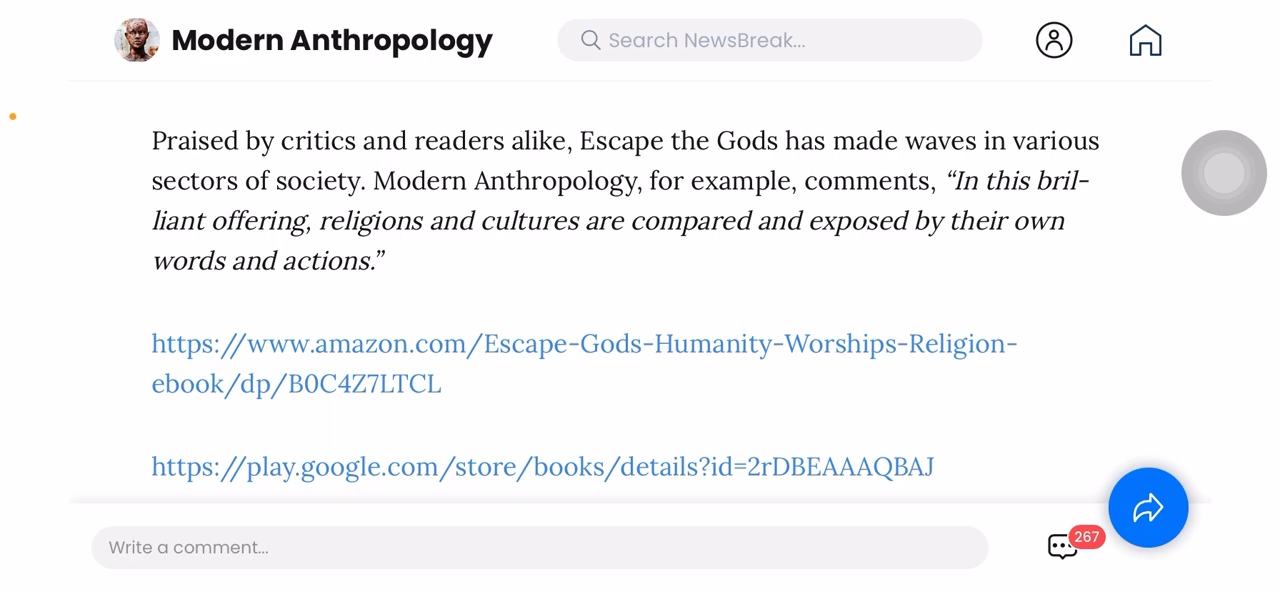 Modern Anthropology
Search NewsBreak...
Praised by critics and readers alike, Escape the Gods has made waves in various
sectors of society. Modern Anthropology, for example, comments, “In this bril-
liant offering, religions and cultures are compared and exposed by their own
words and actions.”
https://www.amazon.com/Escape-Gods-Humanity-Worships-Religion-
ebook/dp/B0C4Z7LTCL
https://play.google.com/store/books/details?id=2rDBEAAAQBAJ
Write a comment...
267